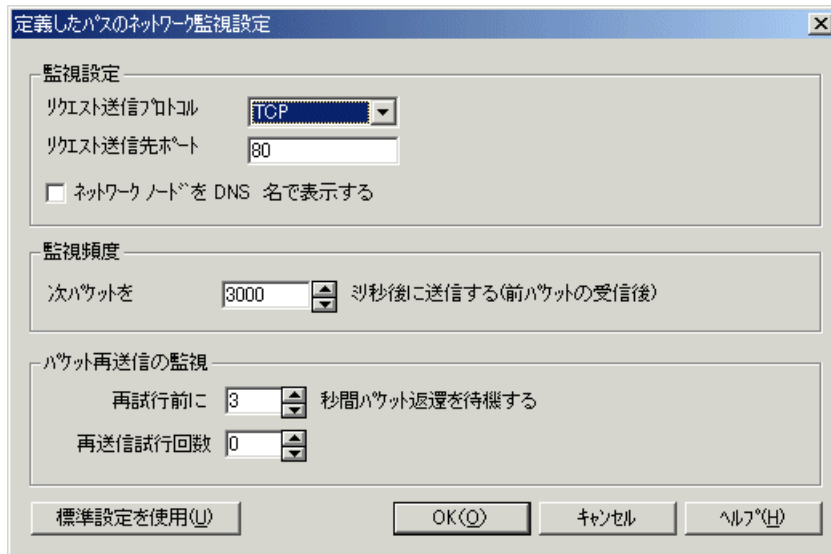 定義したﾊﾟｽのﾈｯﾄﾜｰｸ監視設定
監視設定
ﾘｸｴｽﾄ送信ﾌﾟﾛﾄｺﾙ TCP
ﾘｸｴｽﾄ送信先ﾎﾟｰﾄ 80
ﾈｯﾄﾜｰｸ ﾉｰﾄﾞを DNS 名で表示する
監視頻度
次ﾊﾟｹｯﾄを 3000 ﾐﾘ秒後に送信する(前ﾊﾟｹｯﾄの受信後)
ﾊﾟｹｯﾄ再送信の監視
再試行前に 3 秒間ﾊﾟｹｯﾄ返還を待機する
再送信試行回数 0
標準設定を使用(U) OK(O) ｷｬﾝｾﾙ ﾍﾙﾌﾟ(H)